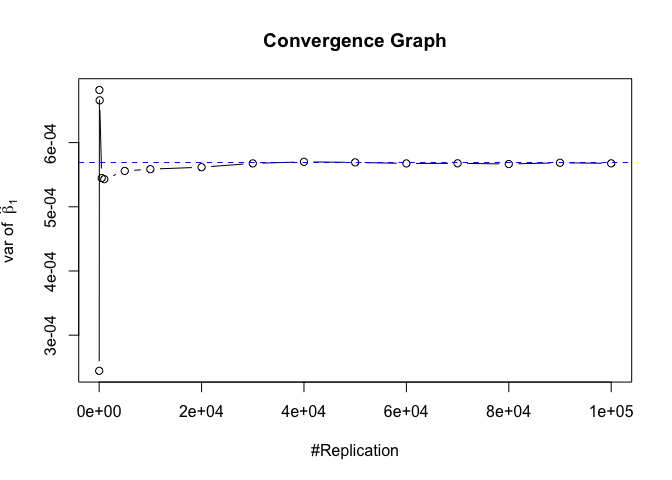 Convergence Graph
var of β̂₁
6e-04
5e-04
4e-04
3e-04
0e+00 2e+04 4e+04 6e+04 8e+04 1e+05
#Replication